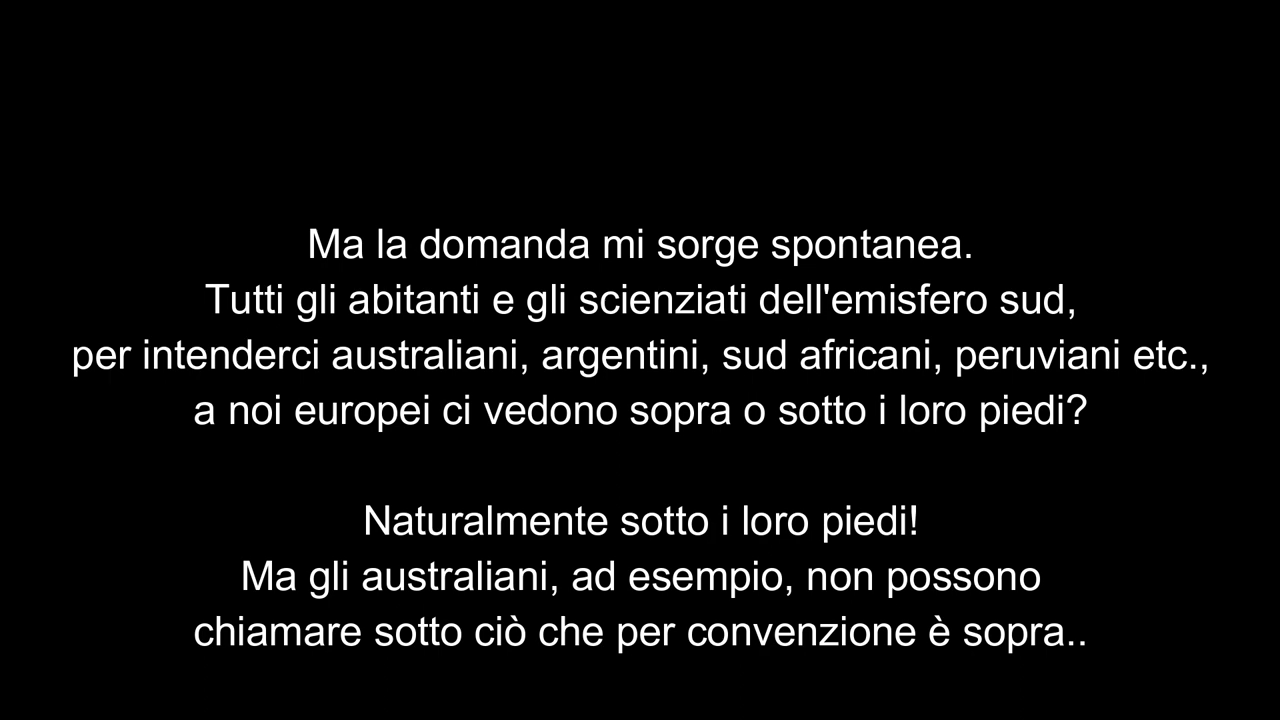 Ma la domanda mi sorge spontanea.
Tutti gli abitanti e gli scienziati dell'emisfero sud,
per intenderci australiani, argentini, sud africani, peruviani etc.,
a noi europei ci vedono sopra o sotto i loro piedi?
Naturalmente sotto i loro piedi!
Ma gli australiani, ad esempio, non possono
chiamare sotto ciò che per convenzione è sopra..